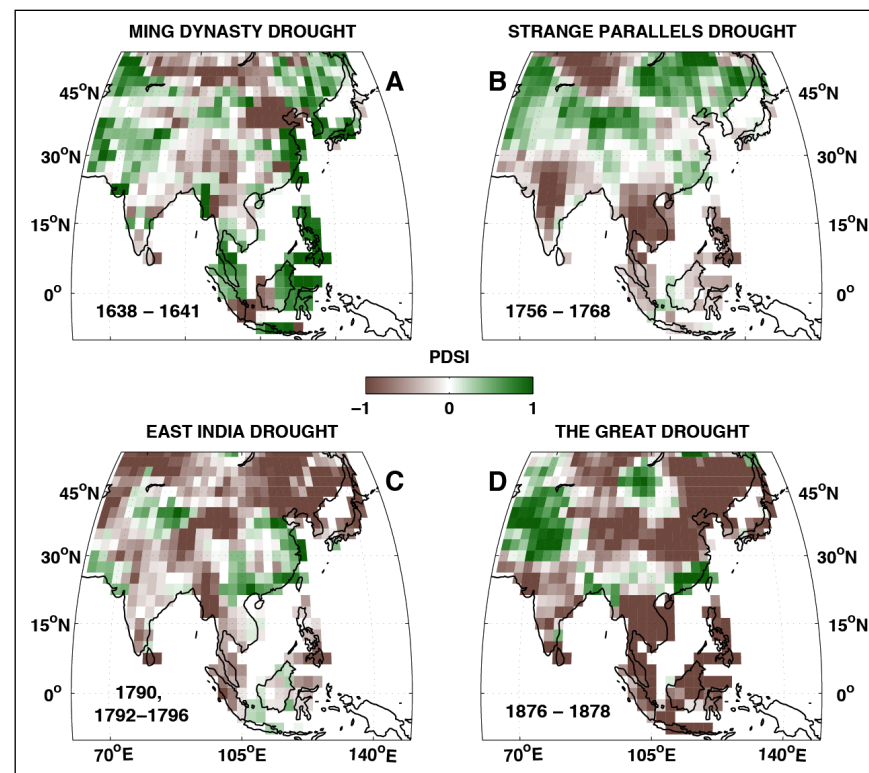 MING DYNASTY DROUGHT
STRANGE PARALLELS DROUGHT
A
B
45°N
45°N
30°N
30°N
15°N
15°N
0°
0°
1638 – 1641
1756 – 1768
PDSI
−1
0
1
EAST INDIA DROUGHT
THE GREAT DROUGHT
C
D
45°N
45°N
30°N
30°N
15°N
15°N
0°
0°
1790,
1792–1796
1876 – 1878
70°E
105°E
140°E
70°E
105°E
140°E